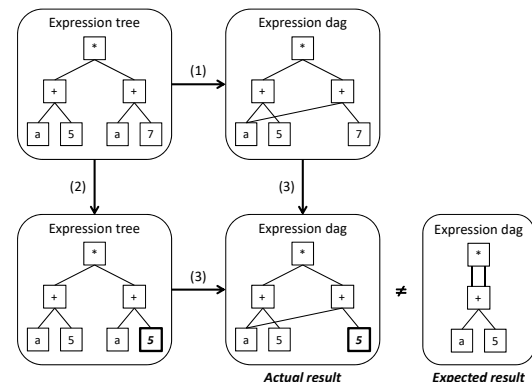 Expression tree
*
+ +
a 5 a 7
(1)
Expression dag
*
+ +
a 5 7
(2)
(3)
Expression tree
*
+ +
a 5 a 5
(3)
Expression dag
*
+ +
a 5 5
Actual result
≠
Expression dag
*
+
a 5
Expected result